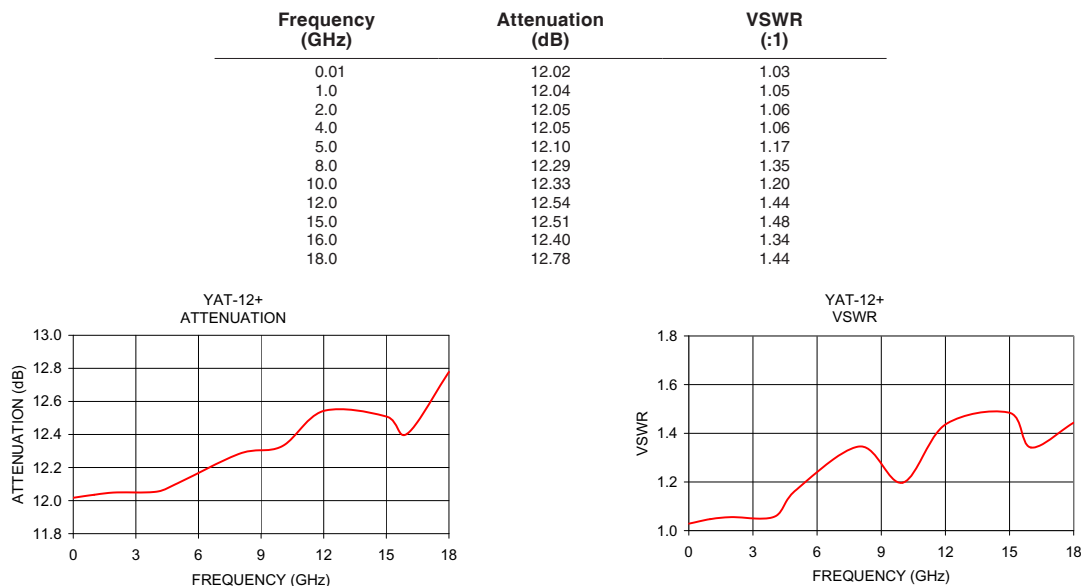 Frequency (GHz) Attenuation (dB) VSWR (:1)
0.01 12.02 1.03
1.0 12.04 1.05
2.0 12.05 1.06
4.0 12.05 1.06
5.0 12.10 1.17
8.0 12.29 1.35
10.0 12.33 1.20
12.0 12.54 1.44
15.0 12.51 1.48
16.0 12.40 1.34
18.0 12.78 1.44
YAT-12+
ATTENUATION
13.0
12.8
12.6
12.4
12.2
12.0
11.8
ATTENUATION (dB)
0 3 6 9 12 15 18
FREQUENCY (GHz)
YAT-12+
VSWR
1.8
1.6
1.4
1.2
1.0
VSWR
0 3 6 9 12 15 18
FREQUENCY (GHz)